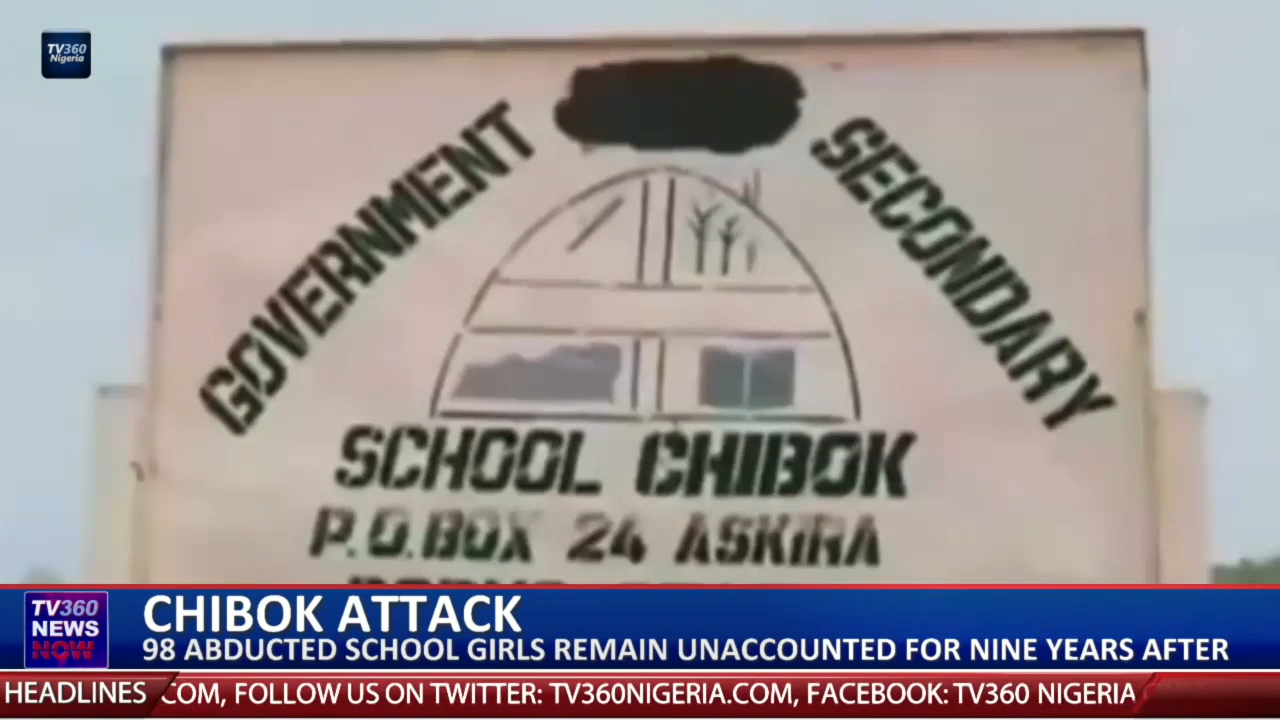 TV360
Nigeria
GOVERNMENT SECONDARY
SCHOOL CHIBOK
P.O.BOX 24 ASKIRA
TV360
NEWS
NOW
CHIBOK ATTACK
98 ABDUCTED SCHOOL GIRLS REMAIN UNACCOUNTED FOR NINE YEARS AFTER
HEADLINES COM, FOLLOW US ON TWITTER: TV360NIGERIA.COM, FACEBOOK: TV360 NIGERIA